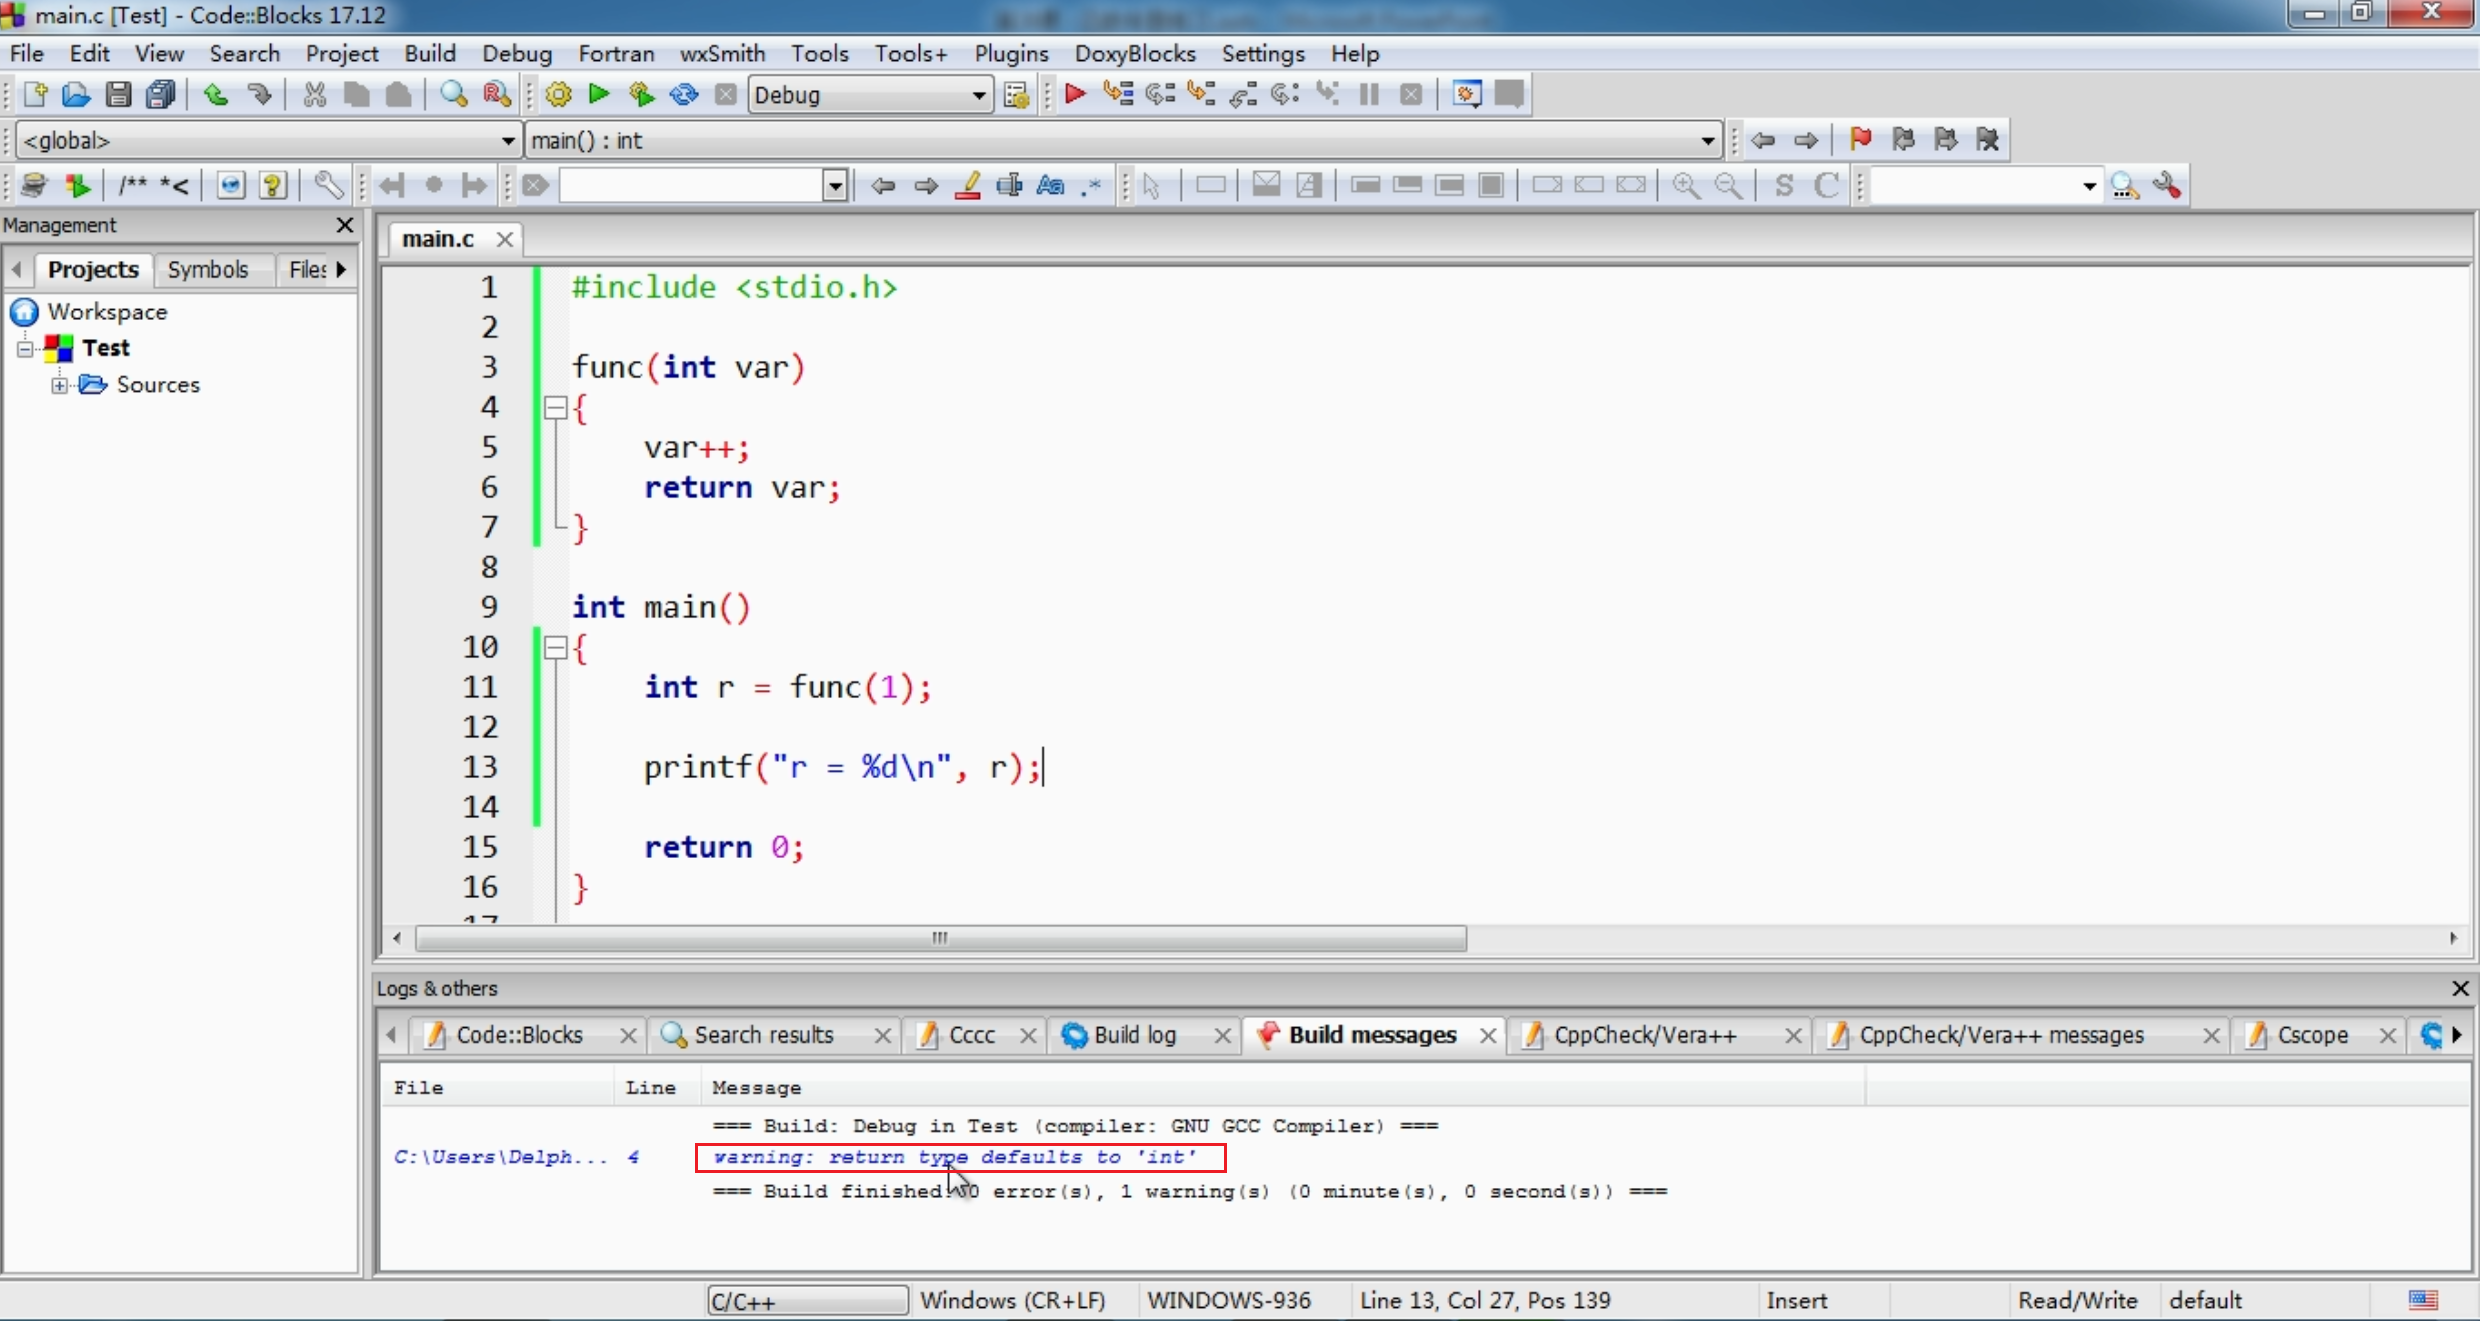 main.c [Test] - Code::Blocks 17.12
File Edit View Search Project Build Debug Fortran wxSmith Tools Tools+ Plugins DoxyBlocks Settings Help
Debug
<global> main() : int
/** *<
Aa .* S C
Management
main.c
Projects Symbols Files
Workspace
Test
Sources
1 #include <stdio.h>
2
3 func(int var)
4 {
5 var++;
6 return var;
7 }
8
9 int main()
10 {
11 int r = func(1);
12
13 printf("r = %d\n", r);
14
15 return 0;
16 }
17
Logs & others
Code::Blocks Search results Cccc Build log Build messages CppCheck/Vera++ CppCheck/Vera++ messages Cscope
File Line Message
=== Build: Debug in Test (compiler: GNU GCC Compiler) ===
C:\Users\Delph... 4 warning: return type defaults to 'int'
=== Build finished: 0 error(s), 1 warning(s) (0 minute(s), 0 second(s)) ===
C/C++ Windows (CR+LF) WINDOWS-936 Line 13, Col 27, Pos 139 Insert Read/Write default